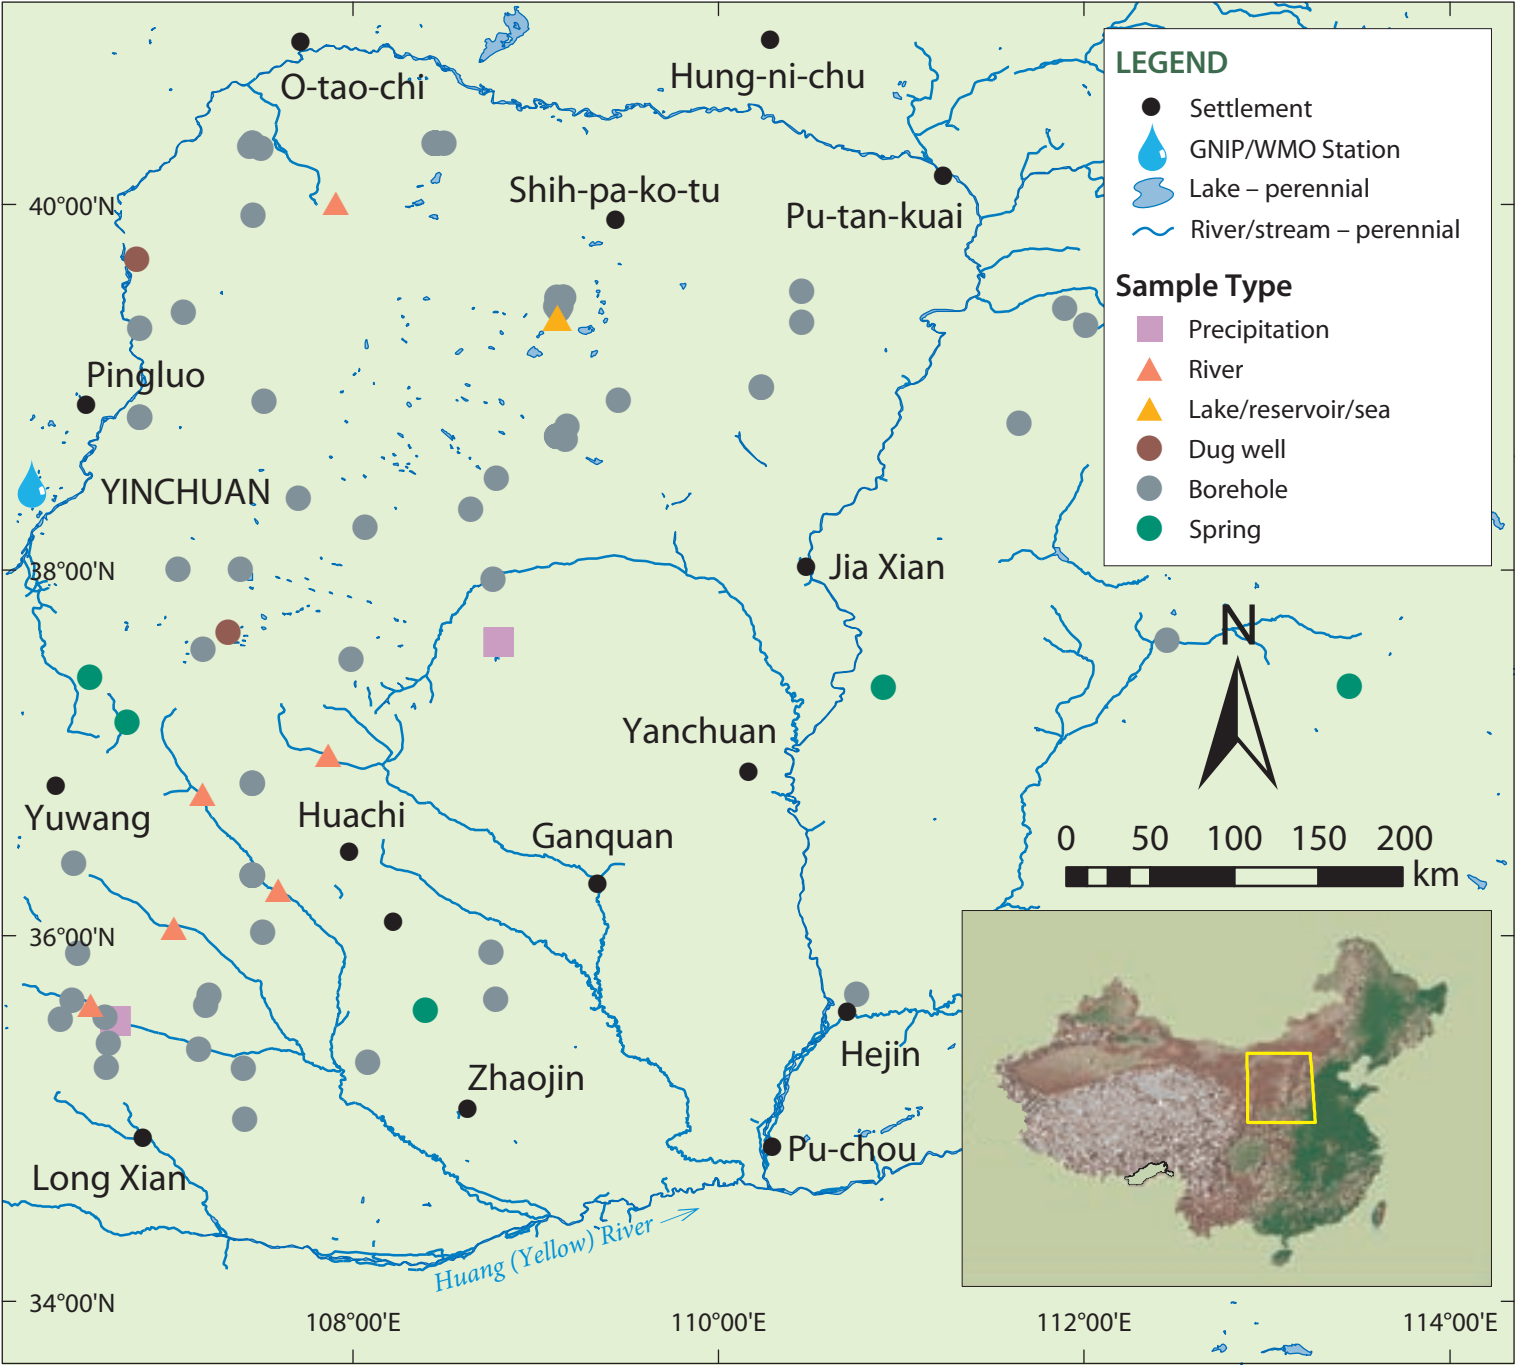 O-tao-chi
Hung-ni-chu
Shih-pa-ko-tu
Pu-tan-kuai
40°00'N
Pingluo
YINCHUAN
38°00'N
Jia Xian
Yanchuan
Yuwang
Huachi
Ganquan
36°00'N
Hejin
Zhaojin
Pu-chou
Long Xian
Huang (Yellow) River
34°00'N
108°00'E
110°00'E
112°00'E
114°00'E
LEGEND
Settlement
GNIP/WMO Station
Lake – perennial
River/stream – perennial
Sample Type
Precipitation
River
Lake/reservoir/sea
Dug well
Borehole
Spring
N
0 50 100 150 200
km